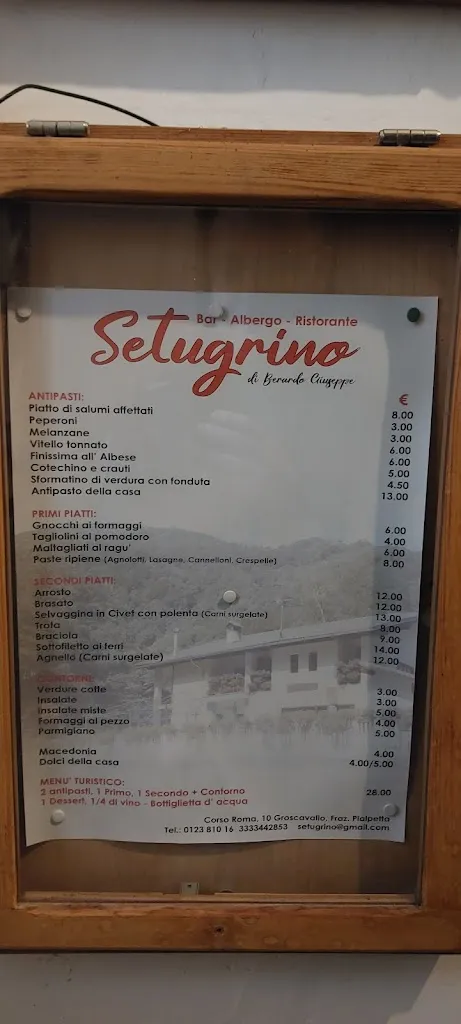 Bar - Albergo - Ristorante
Setugrino
di Berardo Giuseppe
ANTIPASTI: €
Piatto di salumi affettati 8.00
Peperoni 3.00
Melanzane 3.00
Vitello tonnato 6.00
Finissima all' Albese 6.00
Cotechino e crauti 5.00
Sformatino di verdura con fonduta 4.50
Antipasto della casa 13.00
PRIMI PIATTI:
Gnocchi ai formaggi 6.00
Tagliolini al pomodoro 4.00
Maltagliati al ragu' 6.00
Paste ripiene (Agnolotti, Lasagne, Cannelloni, Crespelle) 8.00
SECONDI PIATTI:
Arrosto 12.00
Brasato 12.00
Selvaggina in Civet con polenta (Carni surgelate) 13.00
Trota 8.00
Braciola 9.00
Sottofiletto ai ferri 14.00
Agnello (Carni surgelate) 12.00
CONTORNI:
Verdure cotte 3.00
Insalate 3.00
Insalate miste 5.00
Formaggi al pezzo 4.00
Parmigiano 5.00
Macedonia 4.00
Dolci della casa 4.00/5.00
MENU' TURISTICO:
2 antipasti, 1 Primo, 1 Secondo + Contorno 28.00
1 Dessert, 1/4 di vino - Bottiglietta d' acqua
Corso Roma, 10 Groscavallo, Fraz. Pialpetta
Tel.: 0123 810 16 3333442853 setugrino@gmail.com